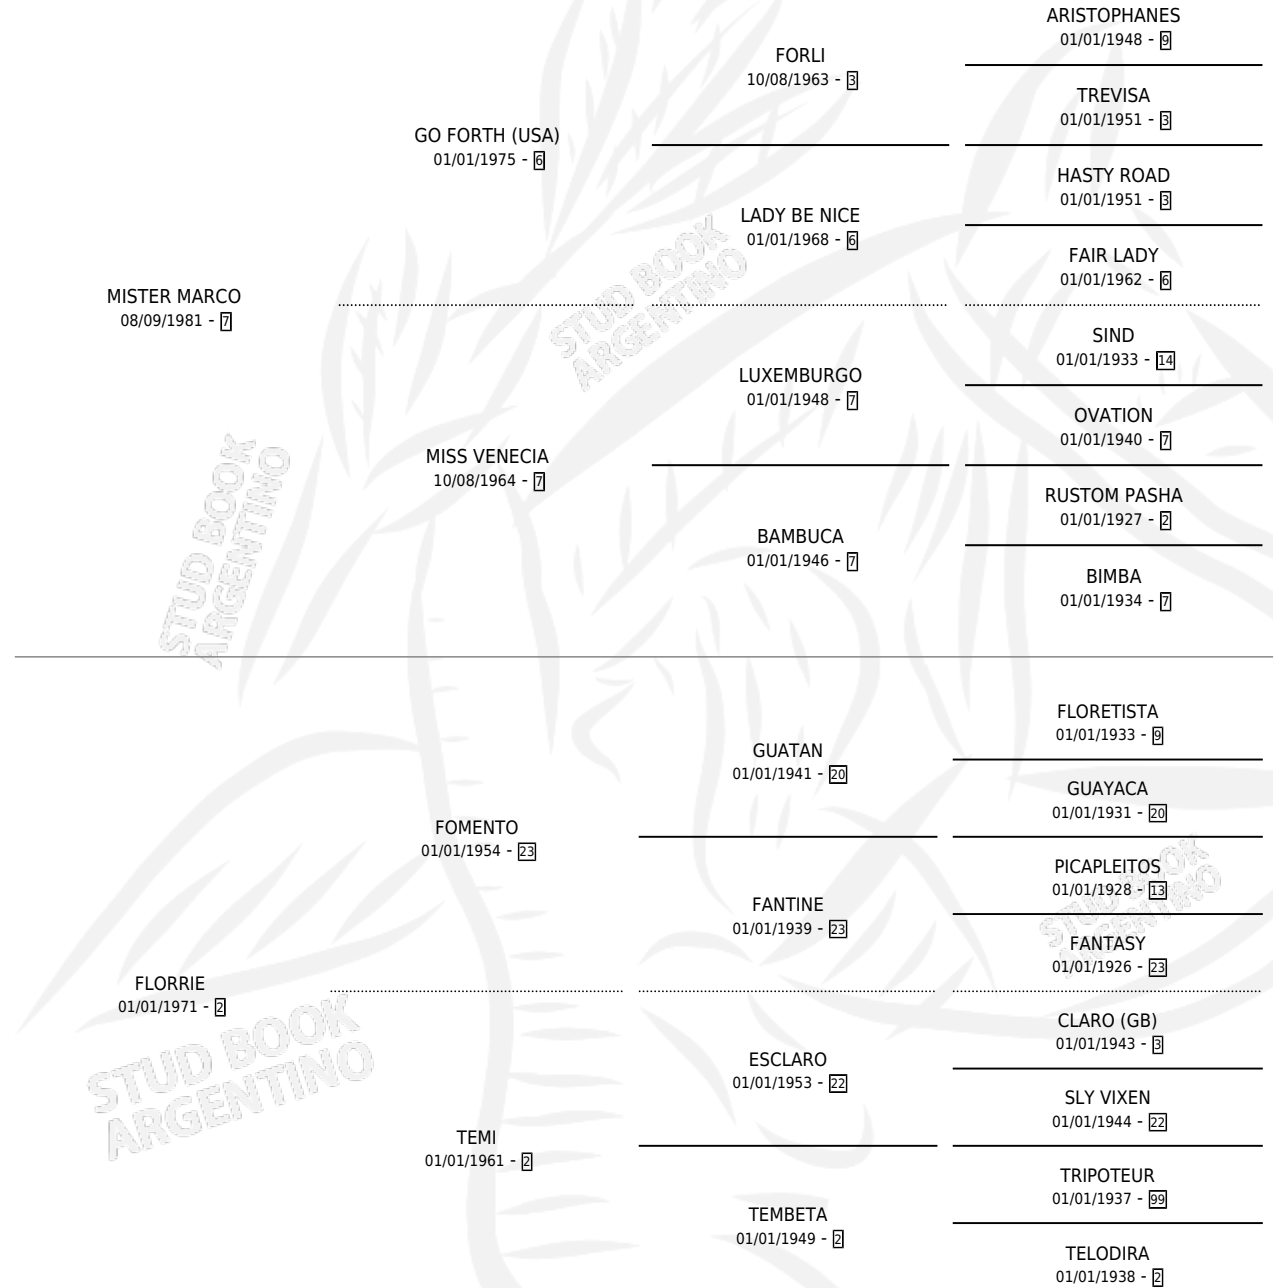 ARISTOPHANES
01/01/1948 - 9
FORLI
10/08/1963 - 3
TREVISA
01/01/1951 - 3
GO FORTH (USA)
01/01/1975 - 6
HASTY ROAD
01/01/1951 - 3
LADY BE NICE
01/01/1968 - 6
FAIR LADY
01/01/1962 - 6
MISTER MARCO
08/09/1981 - 7
STUD BOOK
ARGENTINO
SIND
01/01/1933 - 14
LUXEMBURGO
01/01/1948 - 7
OVATION
01/01/1940 - 7
MISS VENECIA
10/08/1964 - 7
RUSTOM PASHA
01/01/1927 - 2
BAMBUCA
01/01/1946 - 7
BIMBA
01/01/1934 - 7
STUD BOOK
ARGENTINO
FLORETISTA
01/01/1933 - 9
GUATAN
01/01/1941 - 20
GUAYACA
01/01/1931 - 20
FOMENTO
01/01/1954 - 23
PICAPLEITOS
01/01/1928 - 13
FANTINE
01/01/1939 - 23
STUD BOOK
ARGENTINO
FANTASY
01/01/1926 - 23
FLORRIE
01/01/1971 - 2
CLARO (GB)
01/01/1943 - 3
ESCLARO
01/01/1953 - 22
STUD BOOK
ARGENTINO
SLY VIXEN
01/01/1944 - 22
TEMI
01/01/1961 - 2
TRIPOTEUR
01/01/1937 - 99
TEMBETA
01/01/1949 - 2
TELODIRA
01/01/1938 - 2